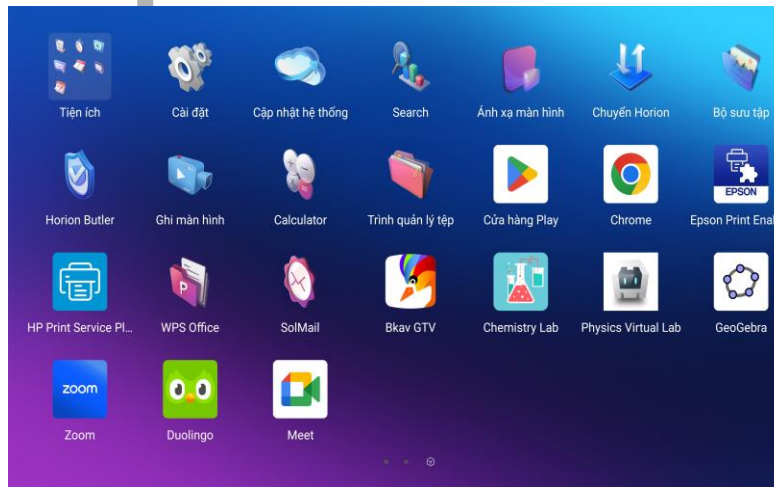 Tiện ích
Cài đặt
Cập nhật hệ thống
Search
Ánh xạ màn hình
Chuyển Horion
Bộ sưu tập
Horion Butler
Ghi màn hình
Calculator
Trình quản lý tệp
Cửa hàng Play
Chrome
EPSON
Epson Print Enal
HP Print Service Pl...
P
WPS Office
SolMail
Bkav GTV
Chemistry Lab
Physics Virtual Lab
GeoGebra
zoom
Zoom
Duolingo
Meet